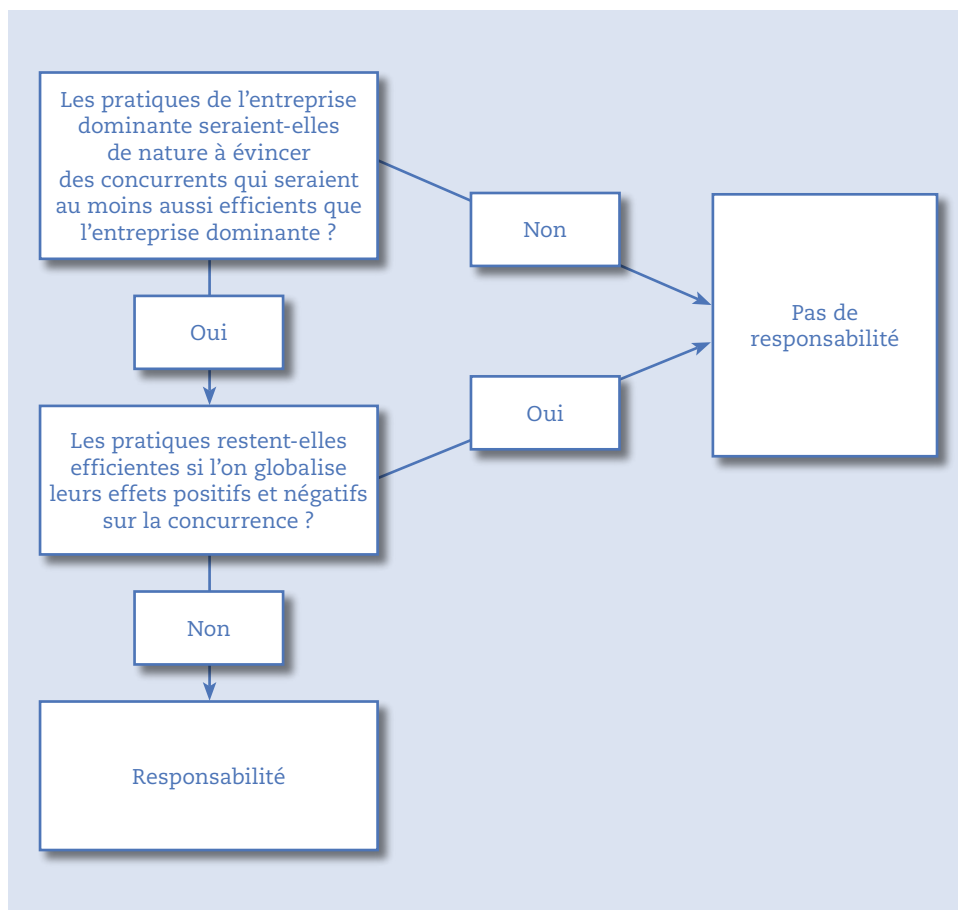 Les pratiques de l'entreprise
dominante seraient-elles
de nature à évincer
des concurrents qui seraient
au moins aussi efficients que
l'entreprise dominante ?
Non
Pas de
responsabilité
Oui
Oui
Les pratiques restent-elles
efficientes si l'on globalise
leurs effets positifs et négatifs
sur la concurrence ?
Non
Responsabilité